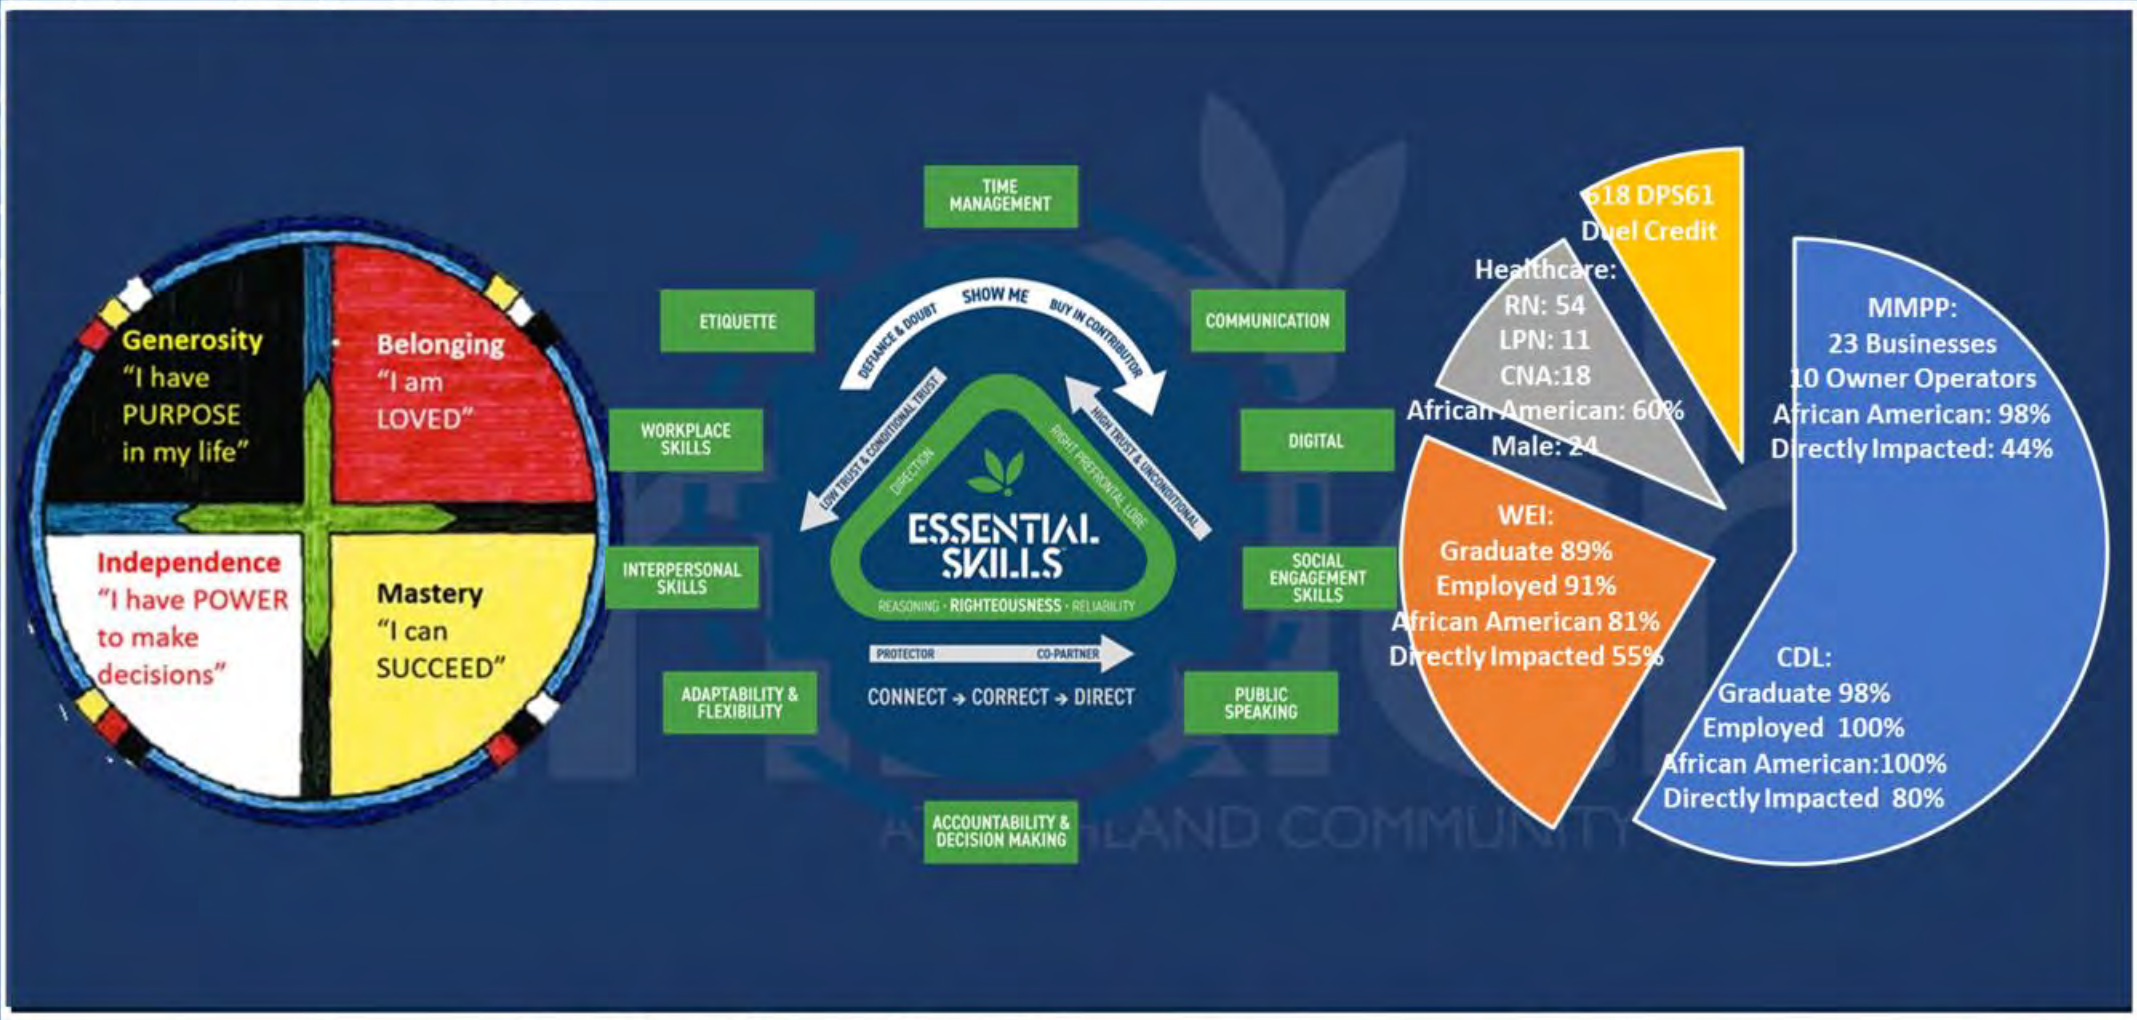 Generosity
“I have
PURPOSE
in my life”
Belonging
“I am
LOVED”
Independence
“I have POWER
to make
decisions”
Mastery
“I can
SUCCEED”
TIME
MANAGEMENT
ETIQUETTE
COMMUNICATION
WORKPLACE
SKILLS
DIGITAL
INTERPERSONAL
SKILLS
SOCIAL
ENGAGEMENT
SKILLS
ADAPTABILITY &
FLEXIBILITY
PUBLIC
SPEAKING
ACCOUNTABILITY &
DECISION MAKING
DEFIANCE & DOUBT SHOW ME BUY IN CONTRIBUTOR
LOW TRUST & CONDITIONAL TRUST
HIGH TRUST & UNCONDITIONAL
DIRECTION
RIGHT PREFRONTAL LOBE
ESSENTIAL
SKILLS
REASONING · RIGHTEOUSNESS · RELIABILITY
PROTECTOR CO-PARTNER
CONNECT → CORRECT → DIRECT
618 DPS61
Duel Credit
Healthcare:
RN: 54
LPN: 11
CNA:18
African American: 60%
Male: 24
WEI:
Graduate 89%
Employed 91%
African American 81%
Directly Impacted 55%
MMPP:
23 Businesses
10 Owner Operators
African American: 98%
Directly Impacted: 44%
CDL:
Graduate 98%
Employed 100%
African American:100%
Directly Impacted 80%
COMMUNITY